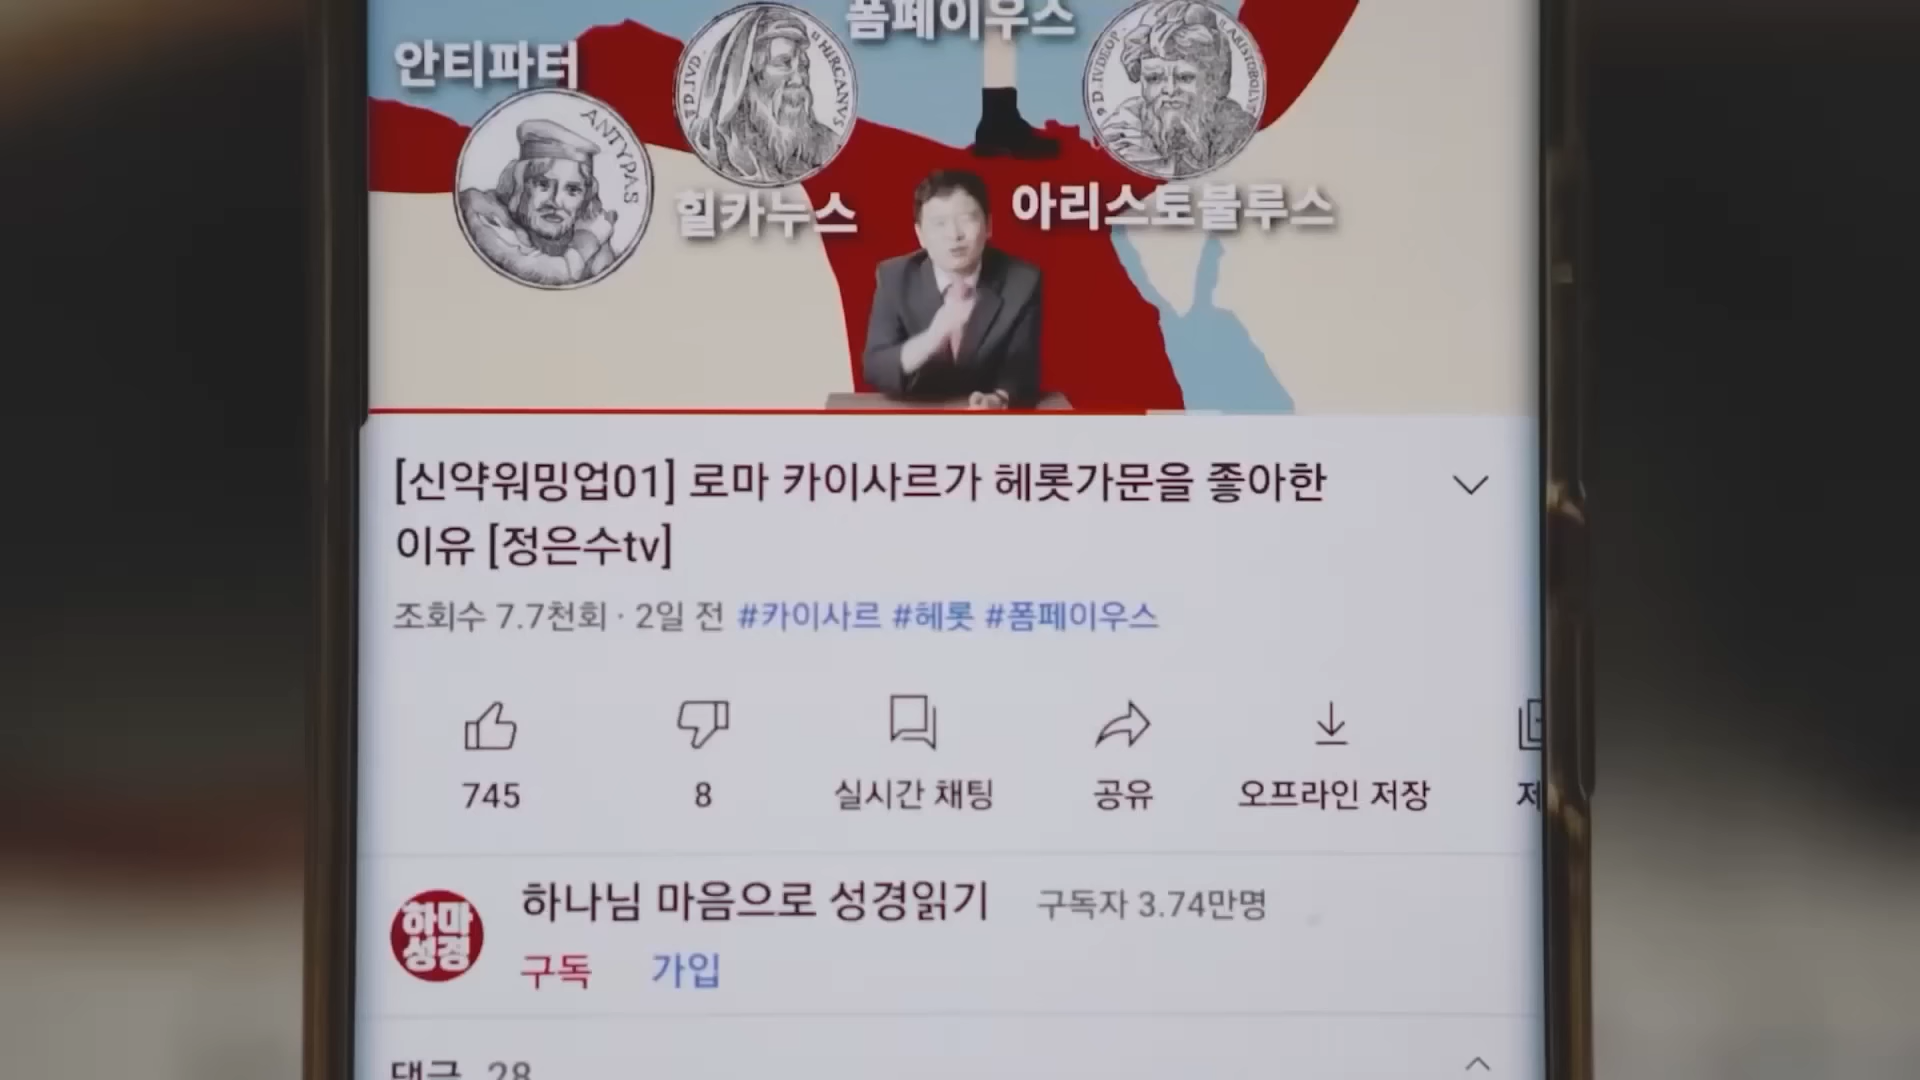 폼페이우스
안티파터
D. IVD.
HIRCANVS
D. IVDEOR.
ARISTOBOLVS
ANTYPAS
힐카누스
아리스토불루스
[신약워밍업01] 로마 카이사르가 헤롯가문을 좋아한
이유 [정은수tv]
조회수 7.7천회 · 2일 전 #카이사르 #헤롯 #폼페이우스
745 8 실시간 채팅 공유 오프라인 저장
하마
성경
하나님 마음으로 성경읽기 구독자 3.74만명
구독 가입
댓글 28